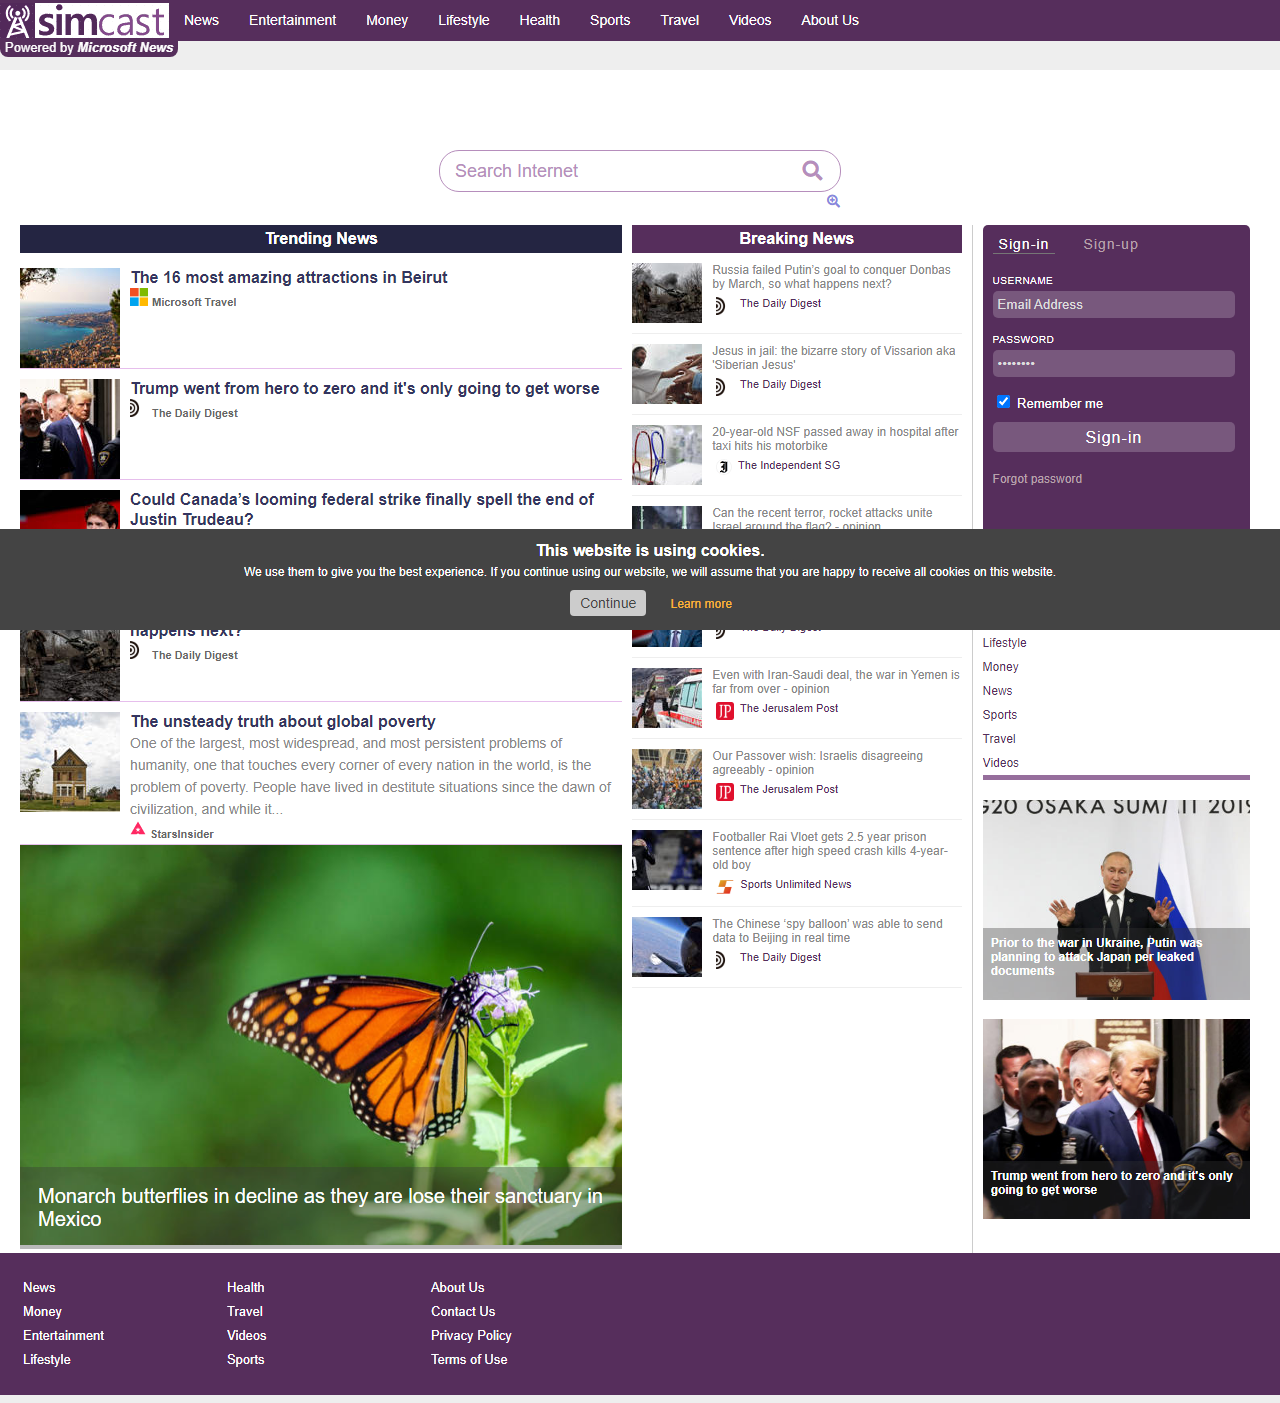 simcast
Powered by Microsoft News
News
Entertainment
Money
Lifestyle
Health
Sports
Travel
Videos
About Us
Search Internet
Trending News
The 16 most amazing attractions in Beirut
Microsoft Travel
Trump went from hero to zero and it's only going to get worse
The Daily Digest
Could Canada’s looming federal strike finally spell the end of
Justin Trudeau?
happens next?
The Daily Digest
The unsteady truth about global poverty
One of the largest, most widespread, and most persistent problems of
humanity, one that touches every corner of every nation in the world, is the
problem of poverty. People have lived in destitute situations since the dawn of
civilization, and while it...
StarsInsider
Monarch butterflies in decline as they are lose their sanctuary in
Mexico
Breaking News
Russia failed Putin’s goal to conquer Donbas
by March, so what happens next?
The Daily Digest
Jesus in jail: the bizarre story of Vissarion aka
'Siberian Jesus'
The Daily Digest
20-year-old NSF passed away in hospital after
taxi hits his motorbike
The Independent SG
Can the recent terror, rocket attacks unite
Israel around the flag? - opinion
The Daily Digest
Even with Iran-Saudi deal, the war in Yemen is
far from over - opinion
JP The Jerusalem Post
Our Passover wish: Israelis disagreeing
agreeably - opinion
JP The Jerusalem Post
Footballer Rai Vloet gets 2.5 year prison
sentence after high speed crash kills 4-year-
old boy
Sports Unlimited News
The Chinese ‘spy balloon’ was able to send
data to Beijing in real time
The Daily Digest
Sign-in
Sign-up
USERNAME
Email Address
PASSWORD
••••••••
Remember me
Sign-in
Forgot password
This website is using cookies.
We use them to give you the best experience. If you continue using our website, we will assume that you are happy to receive all cookies on this website.
Continue
Learn more
Lifestyle
Money
News
Sports
Travel
Videos
G20 OSAKA SUMMIT 2019
Prior to the war in Ukraine, Putin was
planning to attack Japan per leaked
documents
Trump went from hero to zero and it's only
going to get worse
News
Money
Entertainment
Lifestyle
Health
Travel
Videos
Sports
About Us
Contact Us
Privacy Policy
Terms of Use